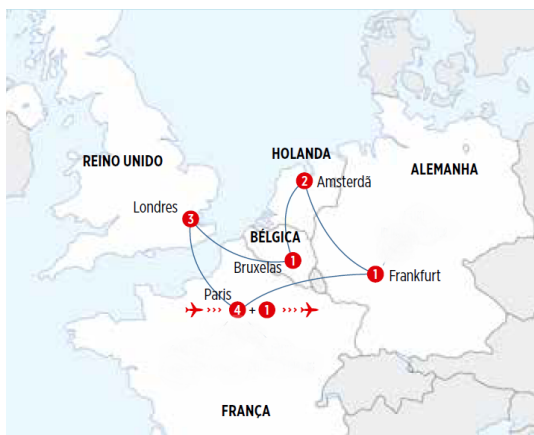 REINO UNIDO
HOLANDA
ALEMANHA
2 Amsterdã
Londres
3
BÉLGICA
Bruxelas 1
1 Frankfurt
Paris
4 + 1
FRANÇA